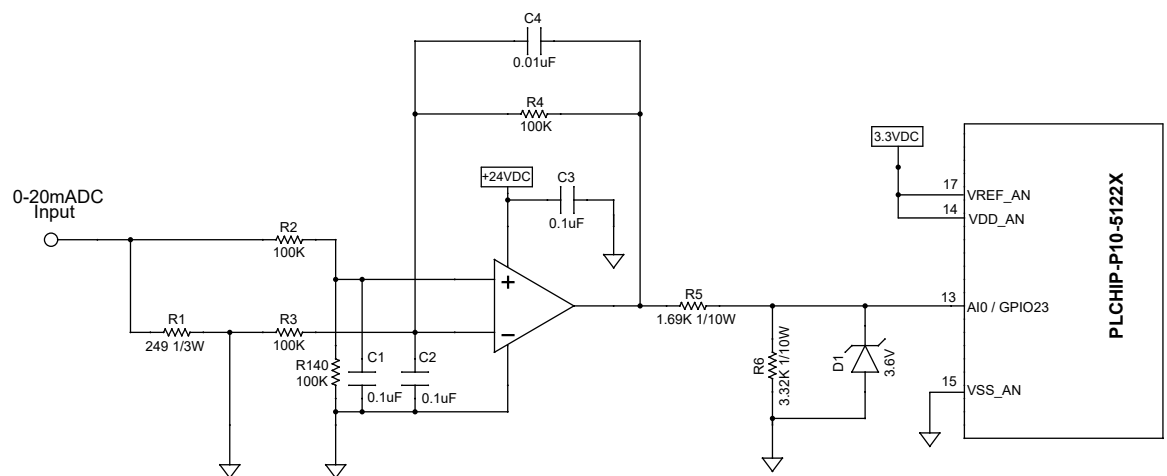 C4
0.01uF
R4
100K
3.3VDC
+24VDC
C3
0.1uF
17
VREF_AN
14
VDD_AN
0-20mADC
Input
R2
100K
R5
1.69K 1/10W
13
AI0 / GPIO23
PLCHIP-P10-5122X
R1
249 1/3W
R3
100K
R140
100K
C1
0.1uF
C2
0.1uF
+
−
R6
3.32K 1/10W
D1
3.6V
15
VSS_AN